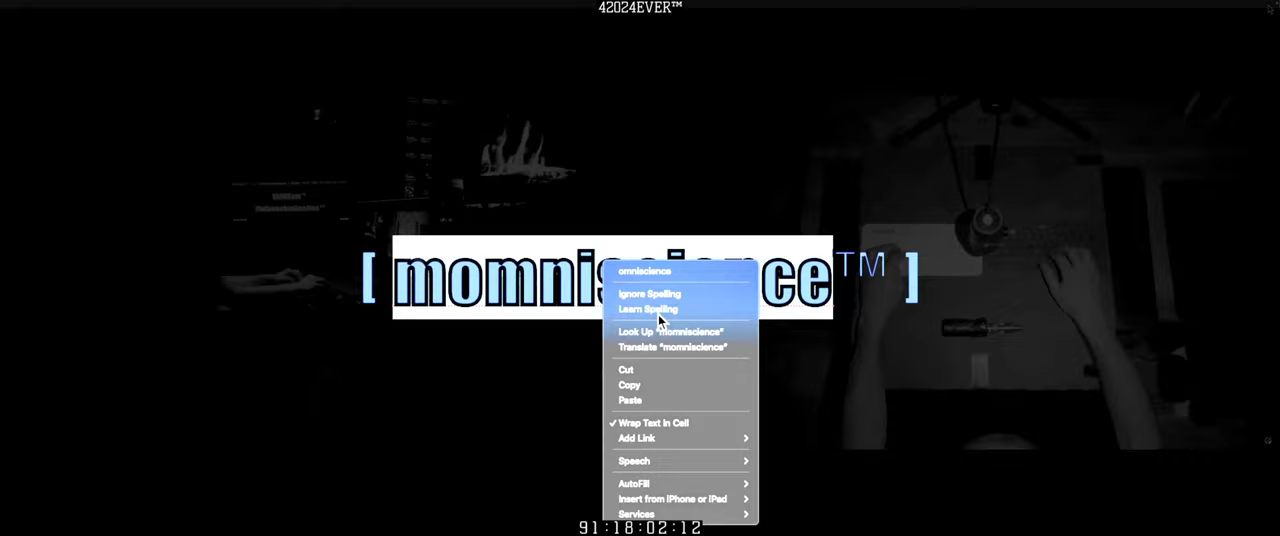 42024EVER™
[ momniscience™ ]
omniscience
Ignore Spelling
Learn Spelling
Look Up "momniscience"
Translate "momniscience"
Cut
Copy
Paste
✓ Wrap Text in Cell
Add Link
Speech
AutoFill
Insert from iPhone or iPad
Services
91:18:02:12